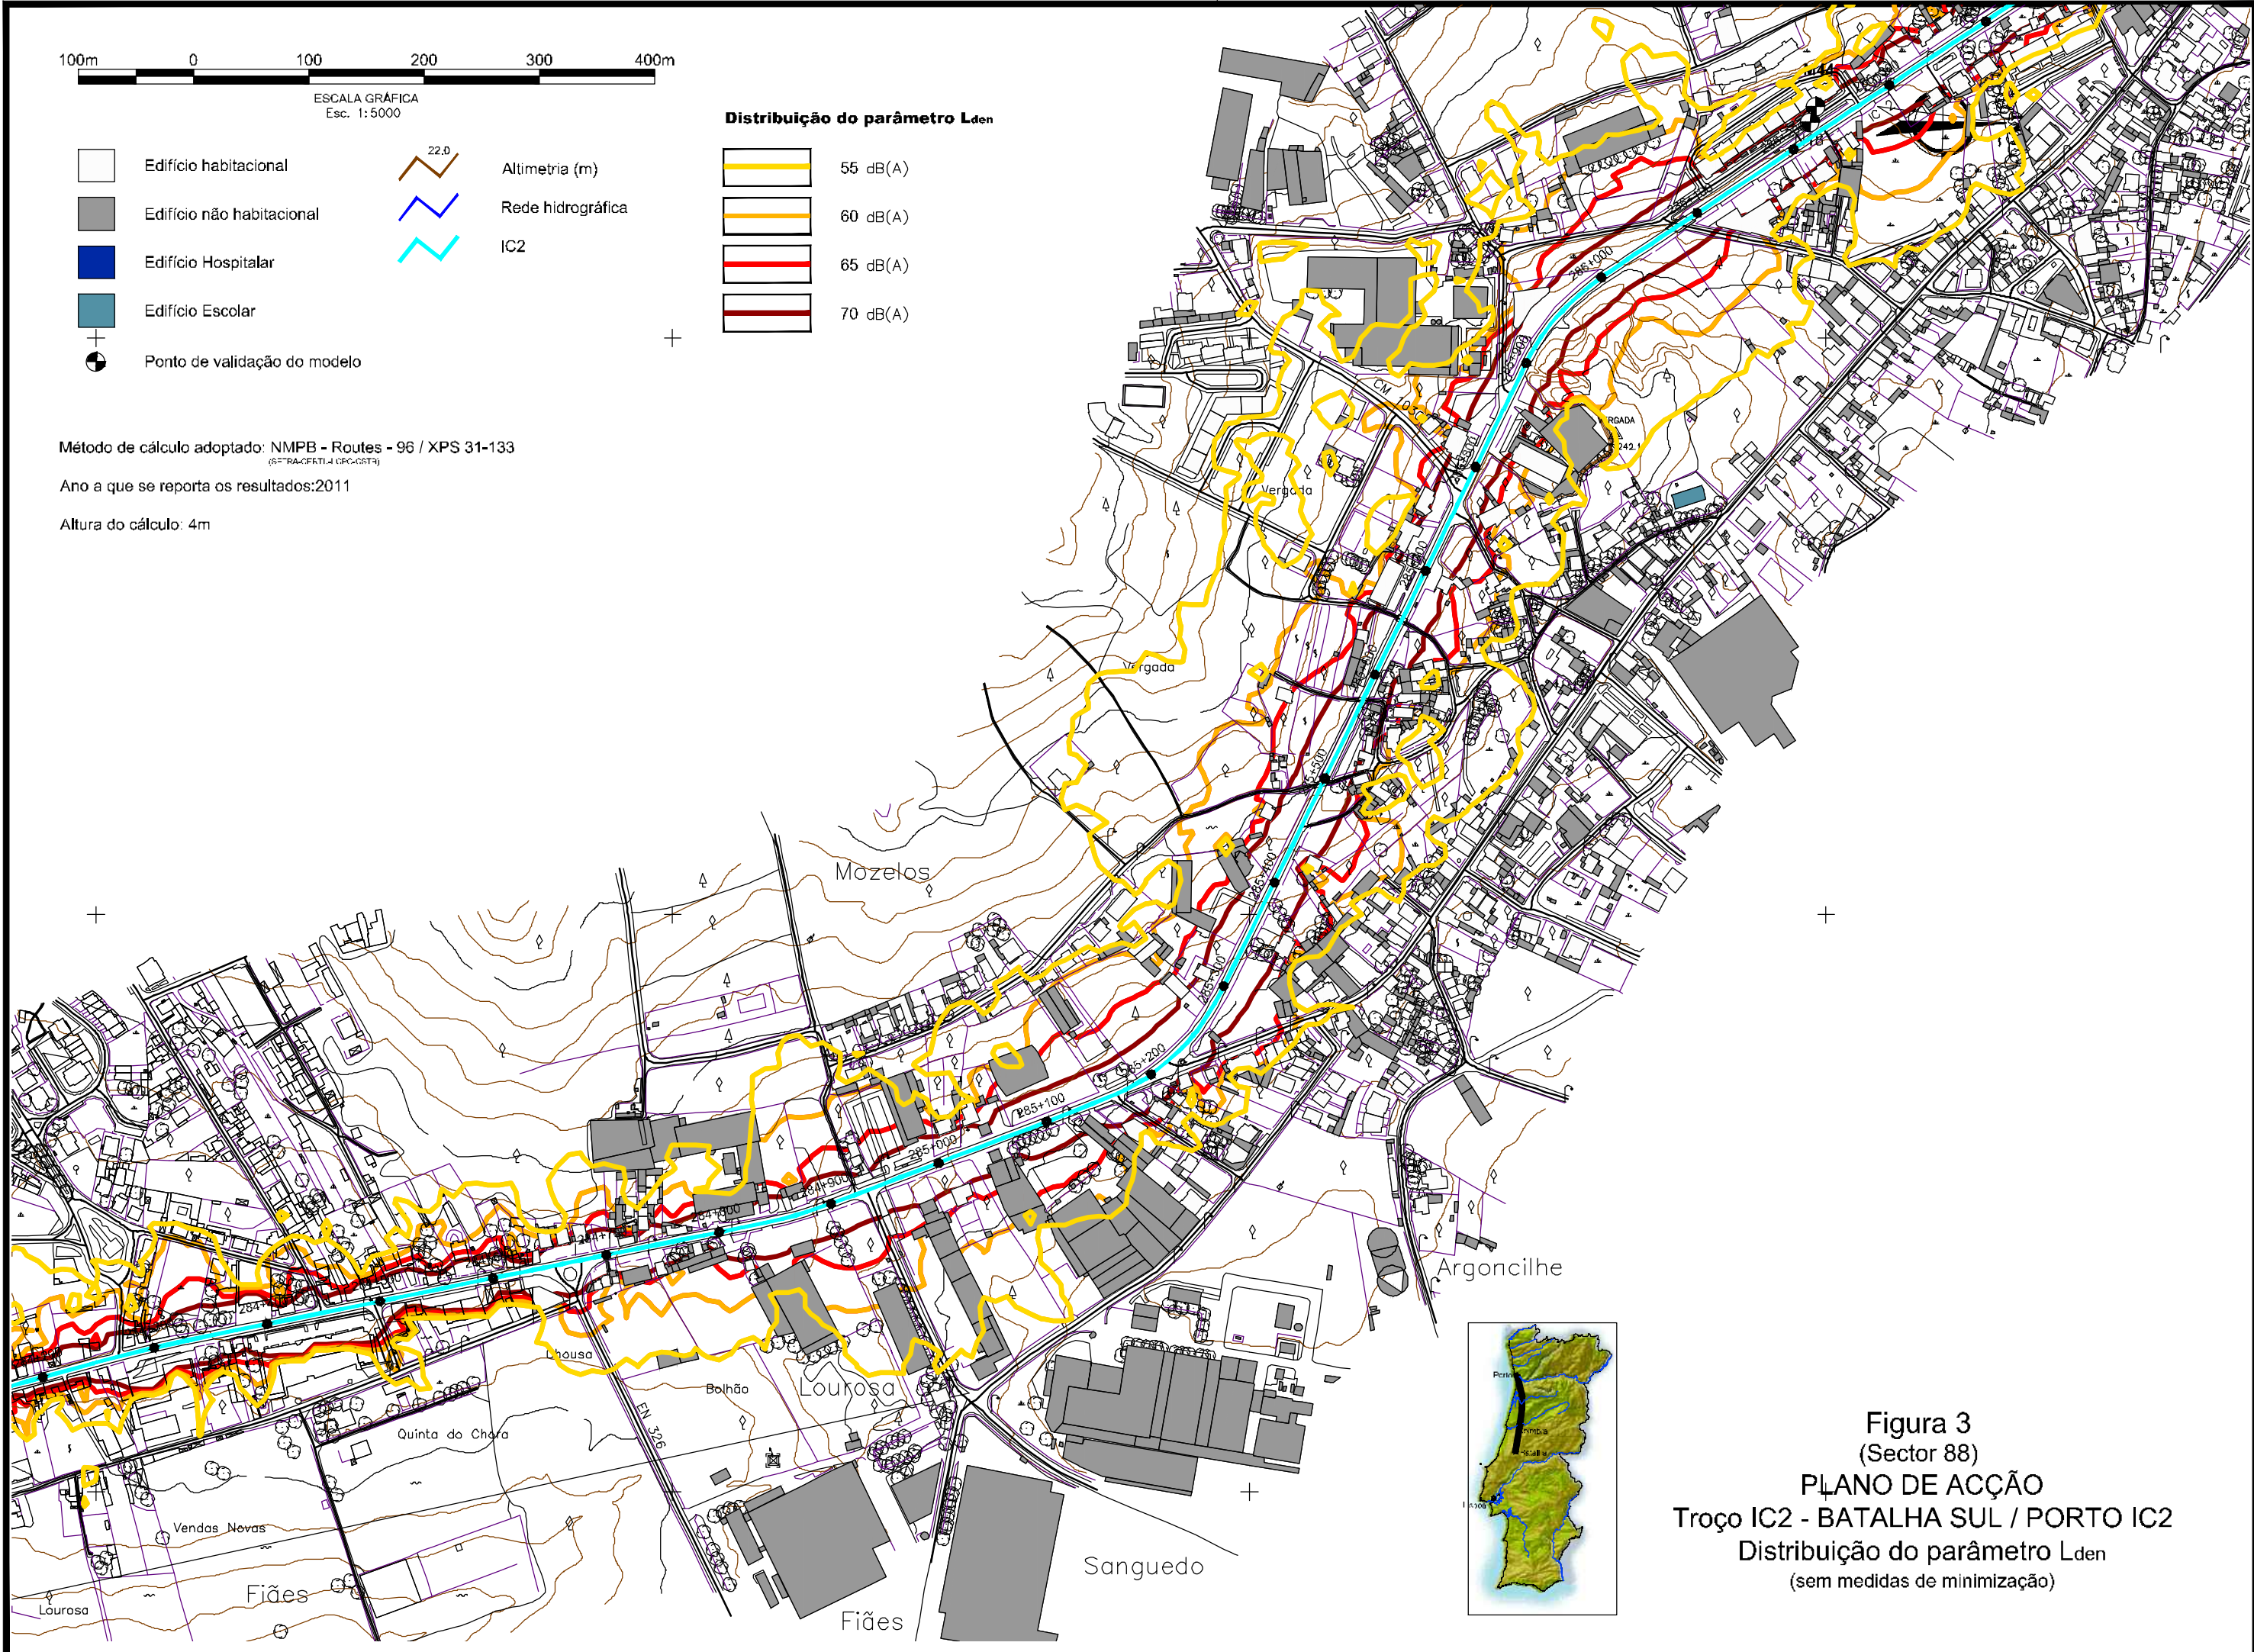 100m 0 100 200 300 400m
ESCALA GRÁFICA
Esc. 1:5000
Edifício habitacional
Edifício não habitacional
Edifício Hospitalar
Edifício Escolar
Ponto de validação do modelo
22.0
Altimetria (m)
Rede hidrográfica
IC2
Distribuição do parâmetro Lden
55 dB(A)
60 dB(A)
65 dB(A)
70 dB(A)
Método de cálculo adoptado: NMPB - Routes - 96 / XPS 31-133
Ano a que se reporta os resultados:2011
Altura do cálculo: 4m
286+000
Vergada
Vergada
Mozelos
285+400
285+200
285+100
285+000
284+900
Argoncilhe
Bolhão
Lourosa
EN 326
Quinta do Chora
Vendas Novas
Fiães
Lourosa
Fiães
Sanguedo
Figura 3
(Sector 88)
PLANO DE ACÇÃO
Troço IC2 - BATALHA SUL / PORTO IC2
Distribuição do parâmetro Lden
(sem medidas de minimização)